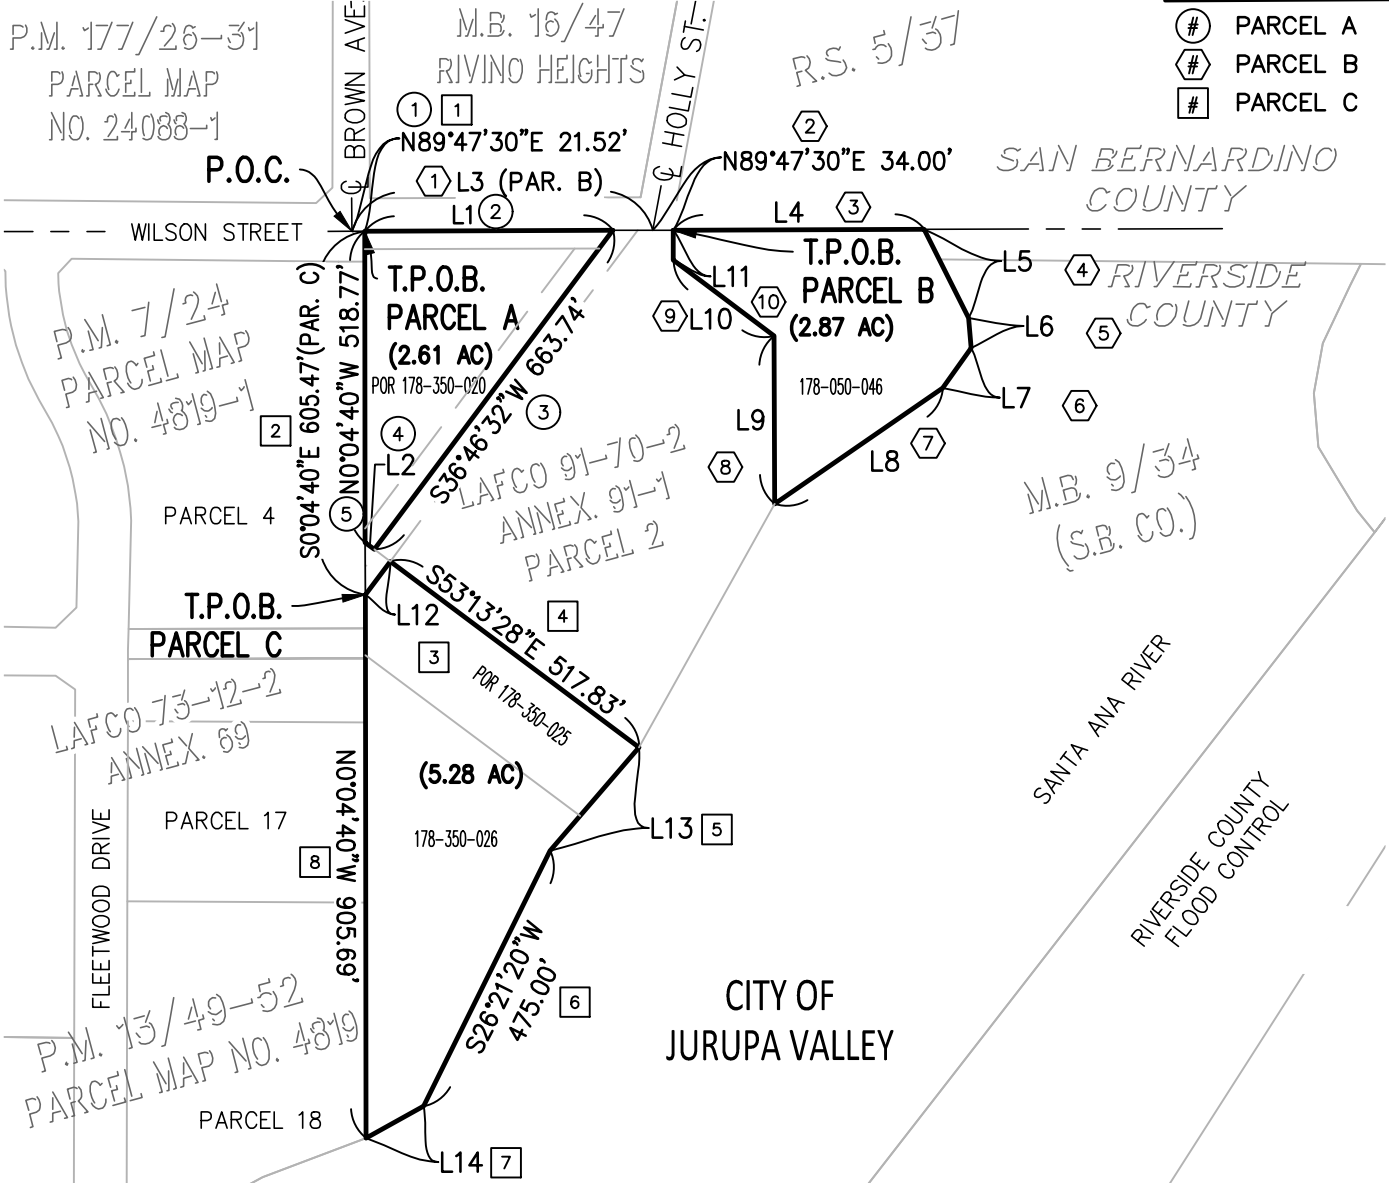 P.M. 177/26-31
PARCEL MAP
NO. 24088-1
℄ BROWN AVE.
M.B. 16/47
RIVINO HEIGHTS
℄ HOLLY ST.
R.S. 5/37
# PARCEL A
# PARCEL B
# PARCEL C
1 1
N89°47'30"E 21.52'
P.O.C.
1 L3 (PAR. B)
L1 2
2
N89°47'30"E 34.00'
SAN BERNARDINO
COUNTY
WILSON STREET
L4 3
T.P.O.B.
PARCEL A
(2.61 AC)
POR 178-350-020
T.P.O.B.
PARCEL B
(2.87 AC)
178-050-046
L11
10
9 L10
L5 4
RIVERSIDE
COUNTY
L6 5
L7 6
7
L8
L9
8
P.M. 7/24
PARCEL MAP
NO. 4819-1
2
S0°04'40"E 605.47'(PAR. C)
N0°04'40"W 518.77'
S36°46'32"W 663.74'
3
4
L2
5
PARCEL 4
LAFCO 91-70-2
ANNEX. 91-1
PARCEL 2
M.B. 9/34
(S.B. CO.)
T.P.O.B.
PARCEL C
L12
3
S53°13'28"E 517.83'
4
POR 178-350-025
LAFCO 73-12-2
ANNEX. 69
(5.28 AC)
178-350-026
L13 5
PARCEL 17
8
N0°04'40"W 905.69'
FLEETWOOD DRIVE
SANTA ANA RIVER
RIVERSIDE COUNTY
FLOOD CONTROL
S26°21'20"W
475.00'
6
CITY OF
JURUPA VALLEY
P.M. 13/49-52
PARCEL MAP NO. 4819
PARCEL 18
L14 7